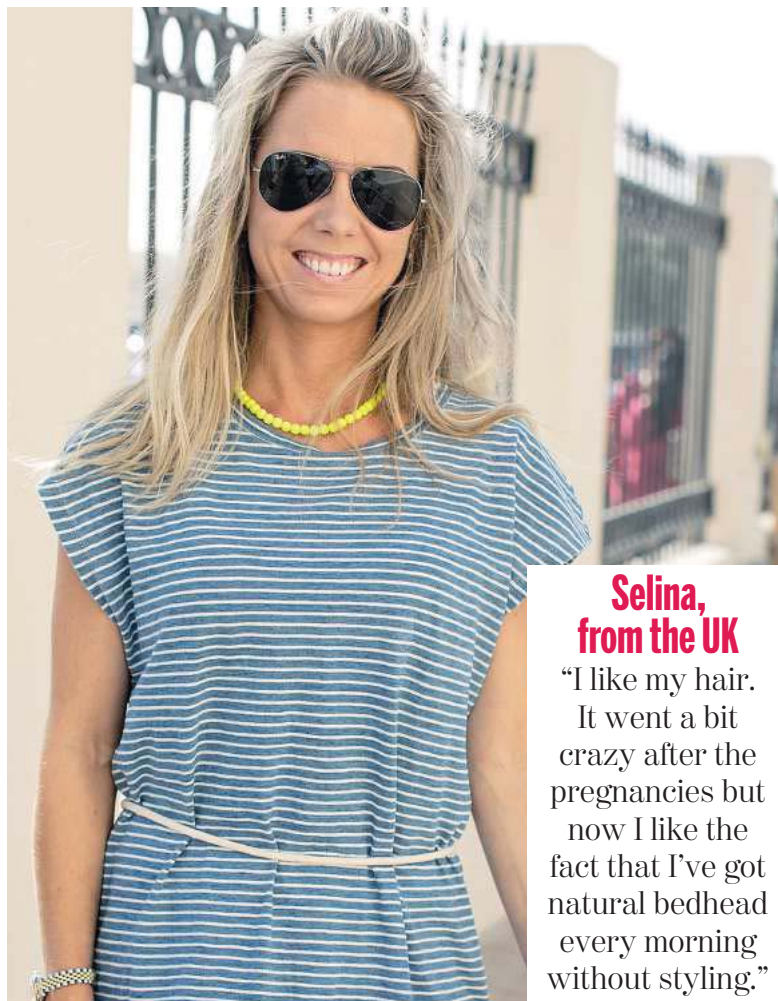 Selina,
from the UK
“I like my hair.
It went a bit
crazy after the
pregnancies but
now I like the
fact that I’ve got
natural bedhead
every morning
without styling.”